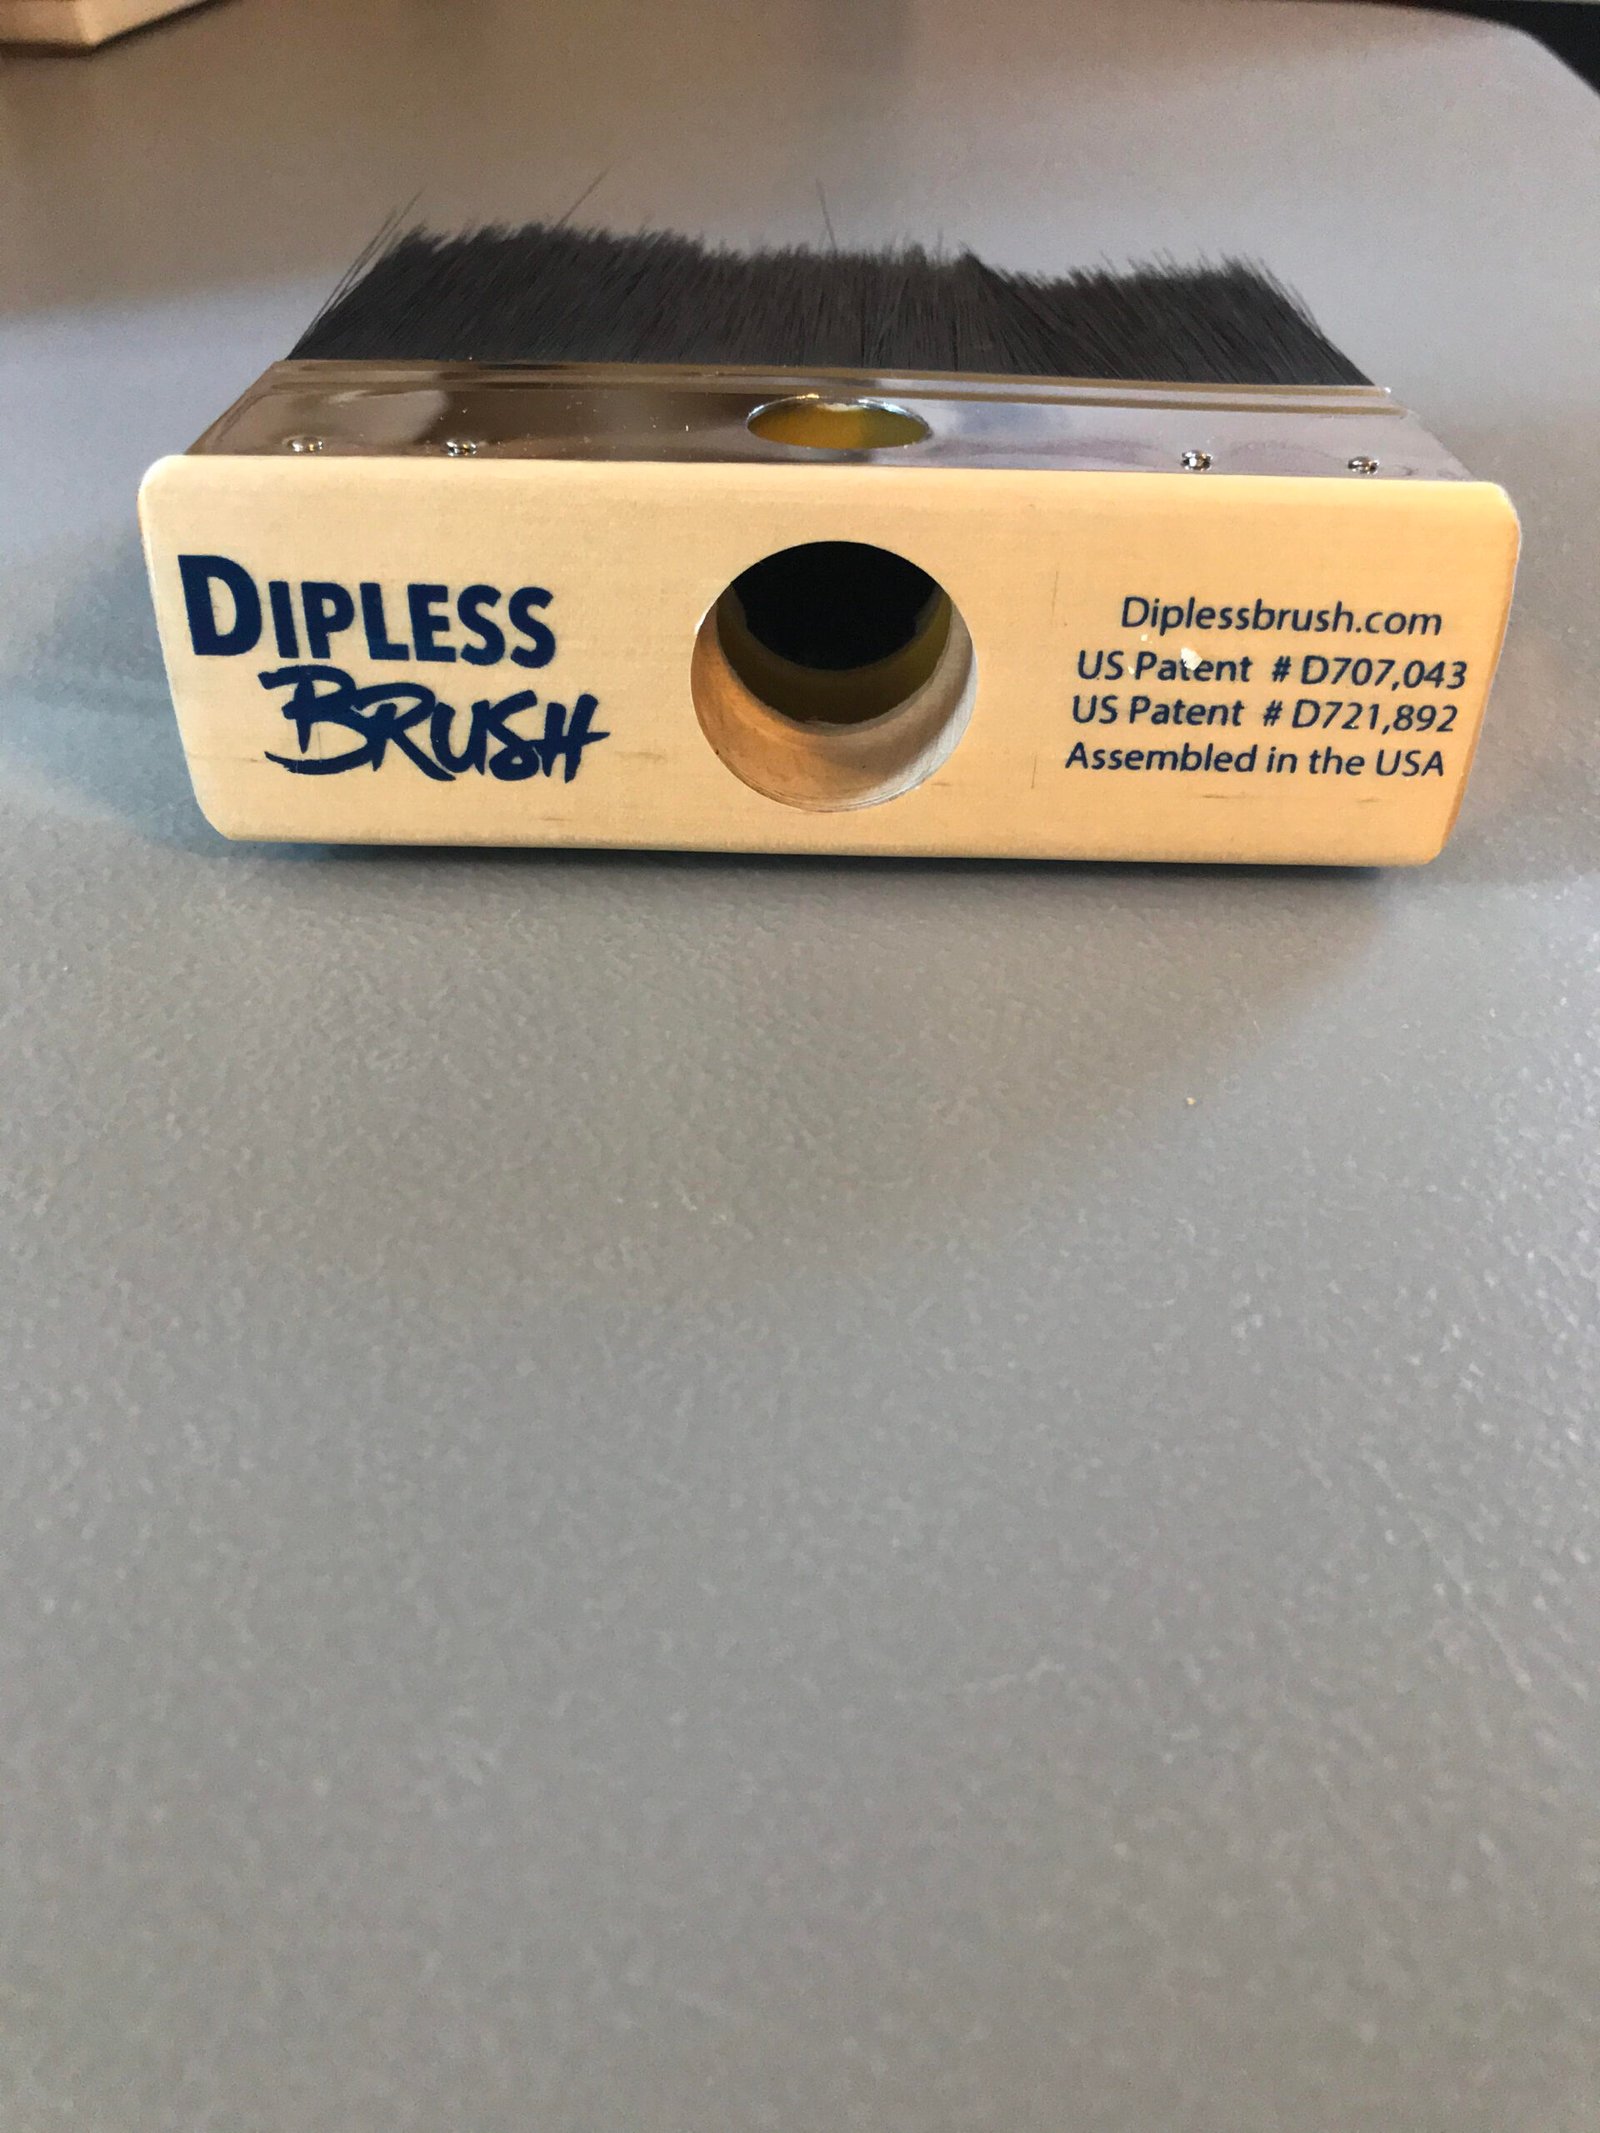 DIPLESS
BRUSH
Diplessbrush.com
US Patent # D707,043
US Patent # D721,892
Assembled in the USA